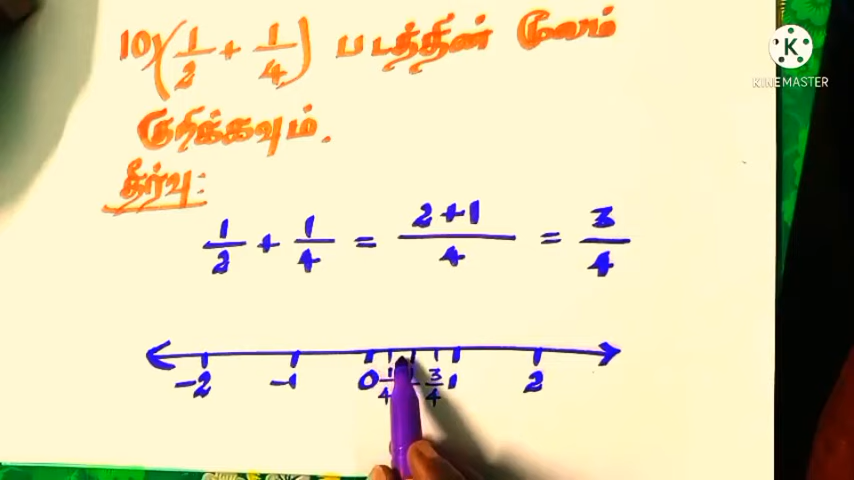 10) (1/2 + 1/4) படத்தின் மூலம்
குறிக்கவும்.
தீர்வு:
1/2 + 1/4 = 2+1/4 = 3/4
-2 -1 0 1/4 3/4 1 2
K
KINEMASTER